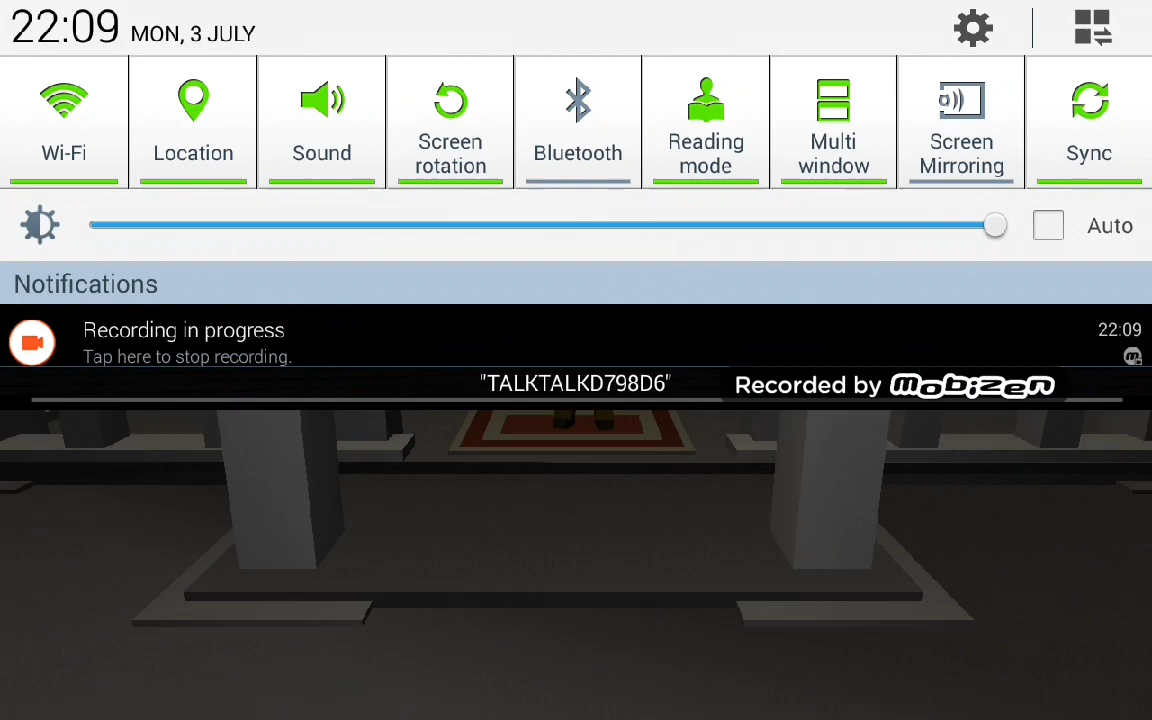 22:09 MON, 3 JULY
Wi-Fi
Location
Sound
Screen
rotation
Bluetooth
Reading
mode
Multi
window
Screen
Mirroring
Sync
Auto
Notifications
Recording in progress
22:09
Tap here to stop recording.
"TALKTALKD798D6"
Recorded by mobizen